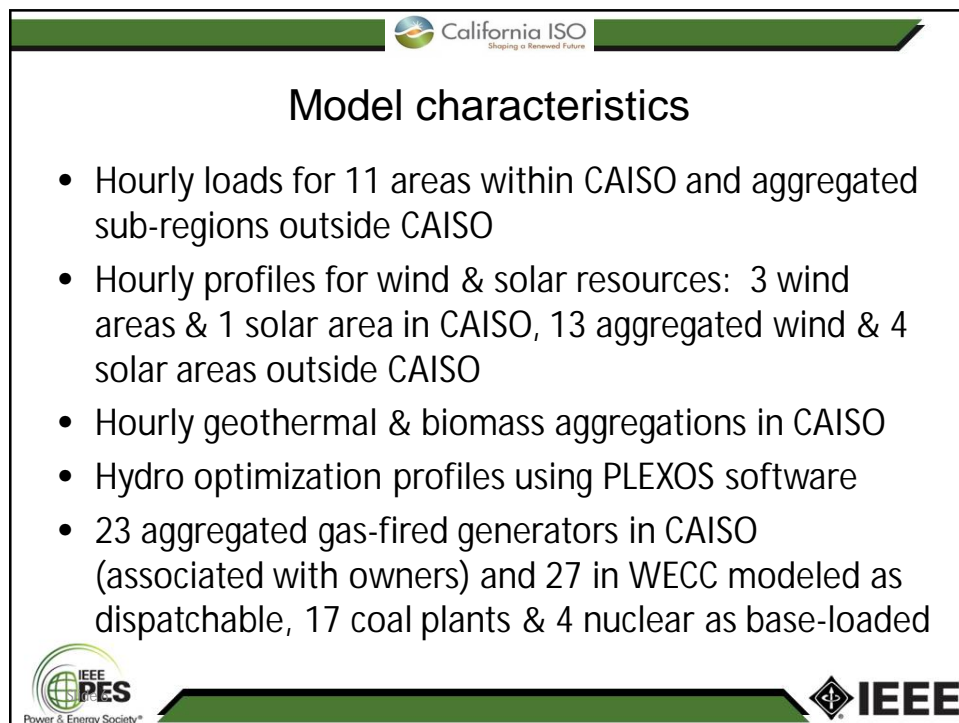 California ISO
Shaping a Renewed Future
Model characteristics
• Hourly loads for 11 areas within CAISO and aggregated
sub-regions outside CAISO
• Hourly profiles for wind & solar resources: 3 wind
areas & 1 solar area in CAISO, 13 aggregated wind & 4
solar areas outside CAISO
• Hourly geothermal & biomass aggregations in CAISO
• Hydro optimization profiles using PLEXOS software
• 23 aggregated gas-fired generators in CAISO
(associated with owners) and 27 in WECC modeled as
dispatchable, 17 coal plants & 4 nuclear as base-loaded
IEEE
PES
Power & Energy Society®
IEEE